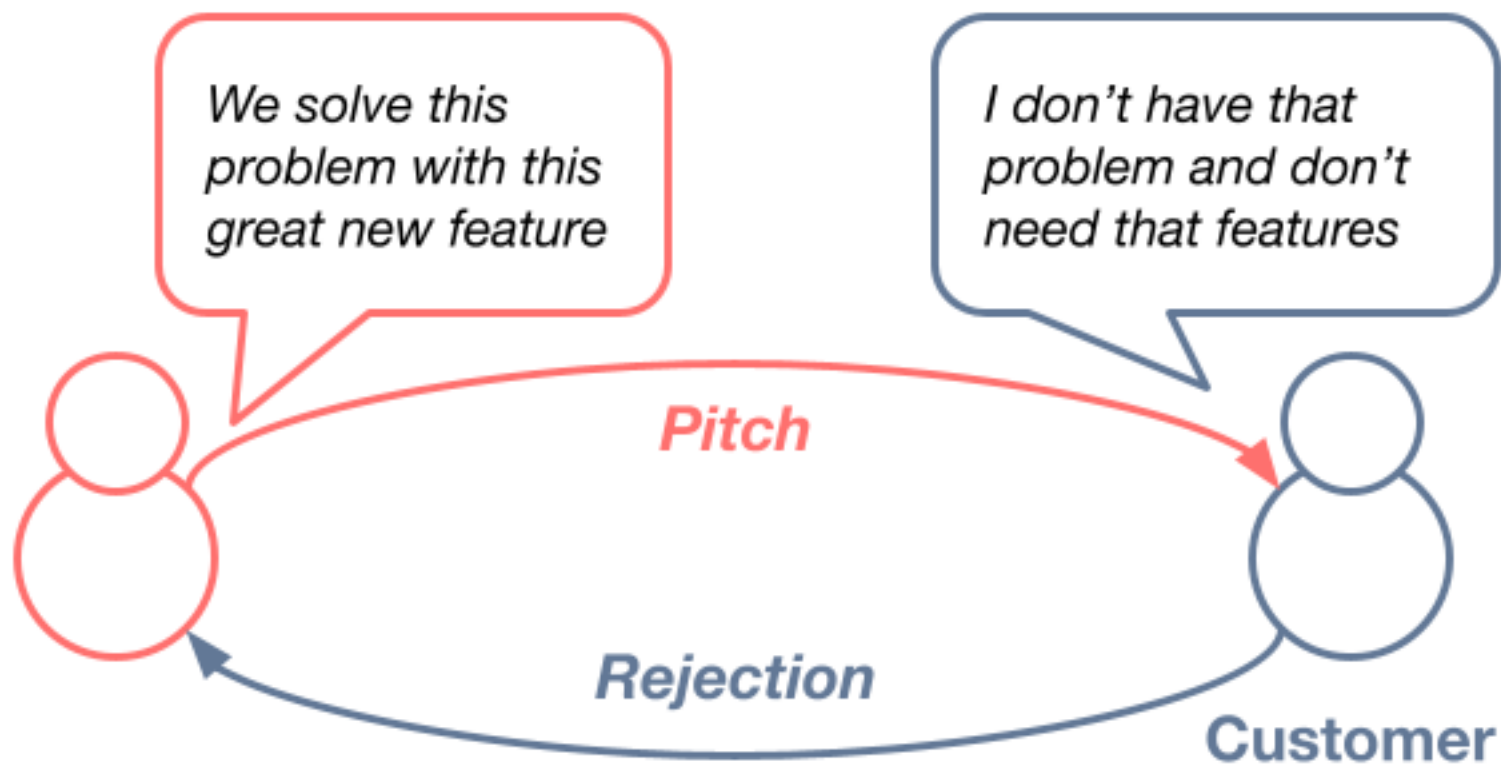 We solve this
problem with this
great new feature
I don't have that
problem and don't
need that features
Pitch
Rejection
Customer